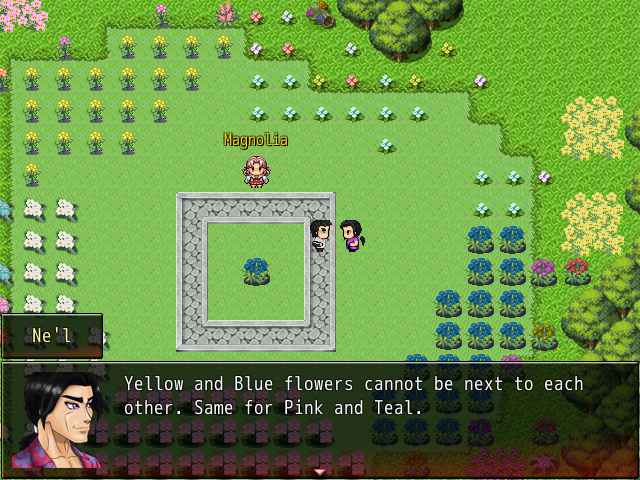 Magnolia
Ne'l
Yellow and Blue flowers cannot be next to each
other. Same for Pink and Teal.